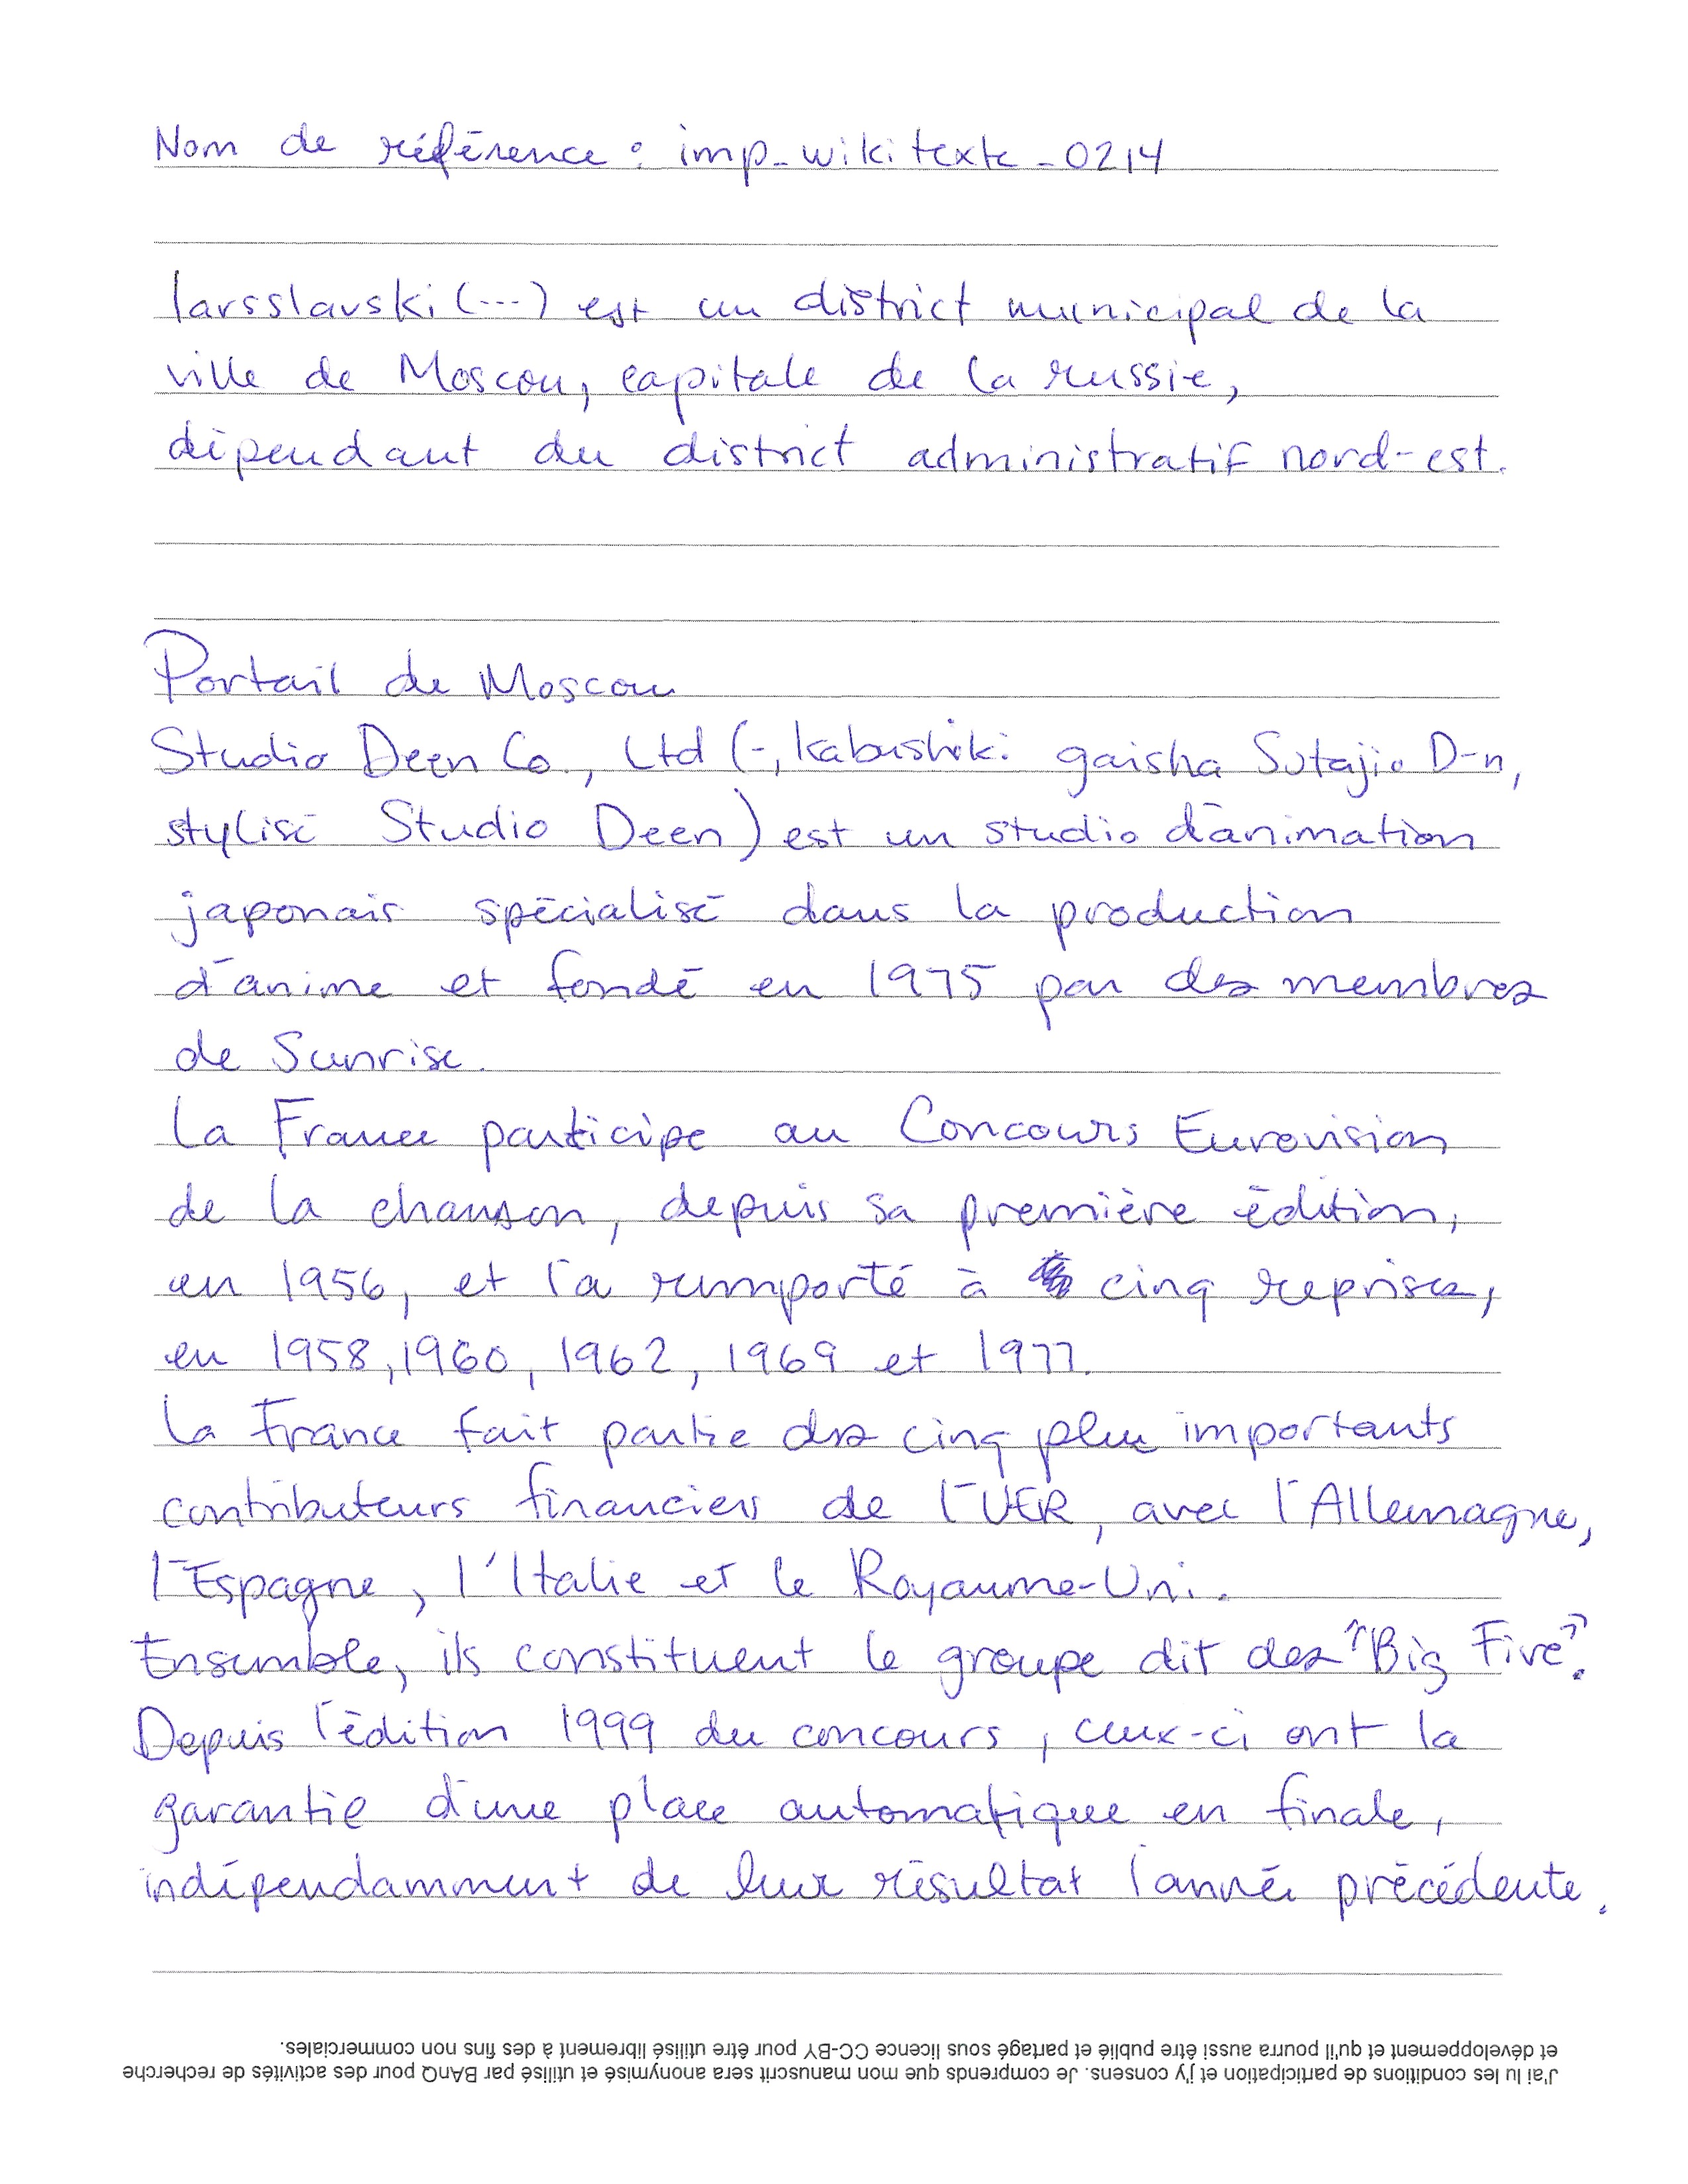 Nom de référence : imp-wikitexte-0214
Iarsslavski (---) est un district municipal de la
ville de Moscou, capitale de la russie,
dépendant du district administratif nord-est.
Portail de Moscou
Studio Deen Co., Ltd (-, kabushiki gaisha Sutajio D-n,
stylisé Studio Deen) est un studio d'animation
japonais spécialisé dans la production
d'anime et fondé en 1975 par des membres
de Sunrise.
La France participe au Concours Eurovision
de la chanson, depuis sa première édition,
en 1956, et l'a remporté à cinq reprises,
en 1958, 1960, 1962, 1969 et 1977.
La France fait partie des cinq plus importants
contributeurs financiers de l'UER, avec l'Allemagne,
l'Espagne, l'Italie et le Royaume-Uni.
Ensemble, ils constituent le groupe dit des "Big Five".
Depuis l'édition 1999 du concours, ceux-ci ont la
garantie d'une place automatique en finale,
indépendamment de leur résultat l'année précédente.
J'ai lu les conditions de participation et j'y consens. Je comprends que mon manuscrit sera anonymisé et utilisé par BAnQ pour des activités de recherche
et développement et qu'il pourra aussi être publié et partagé sous licence CC-BY pour être utilisé librement à des fins non commerciales.